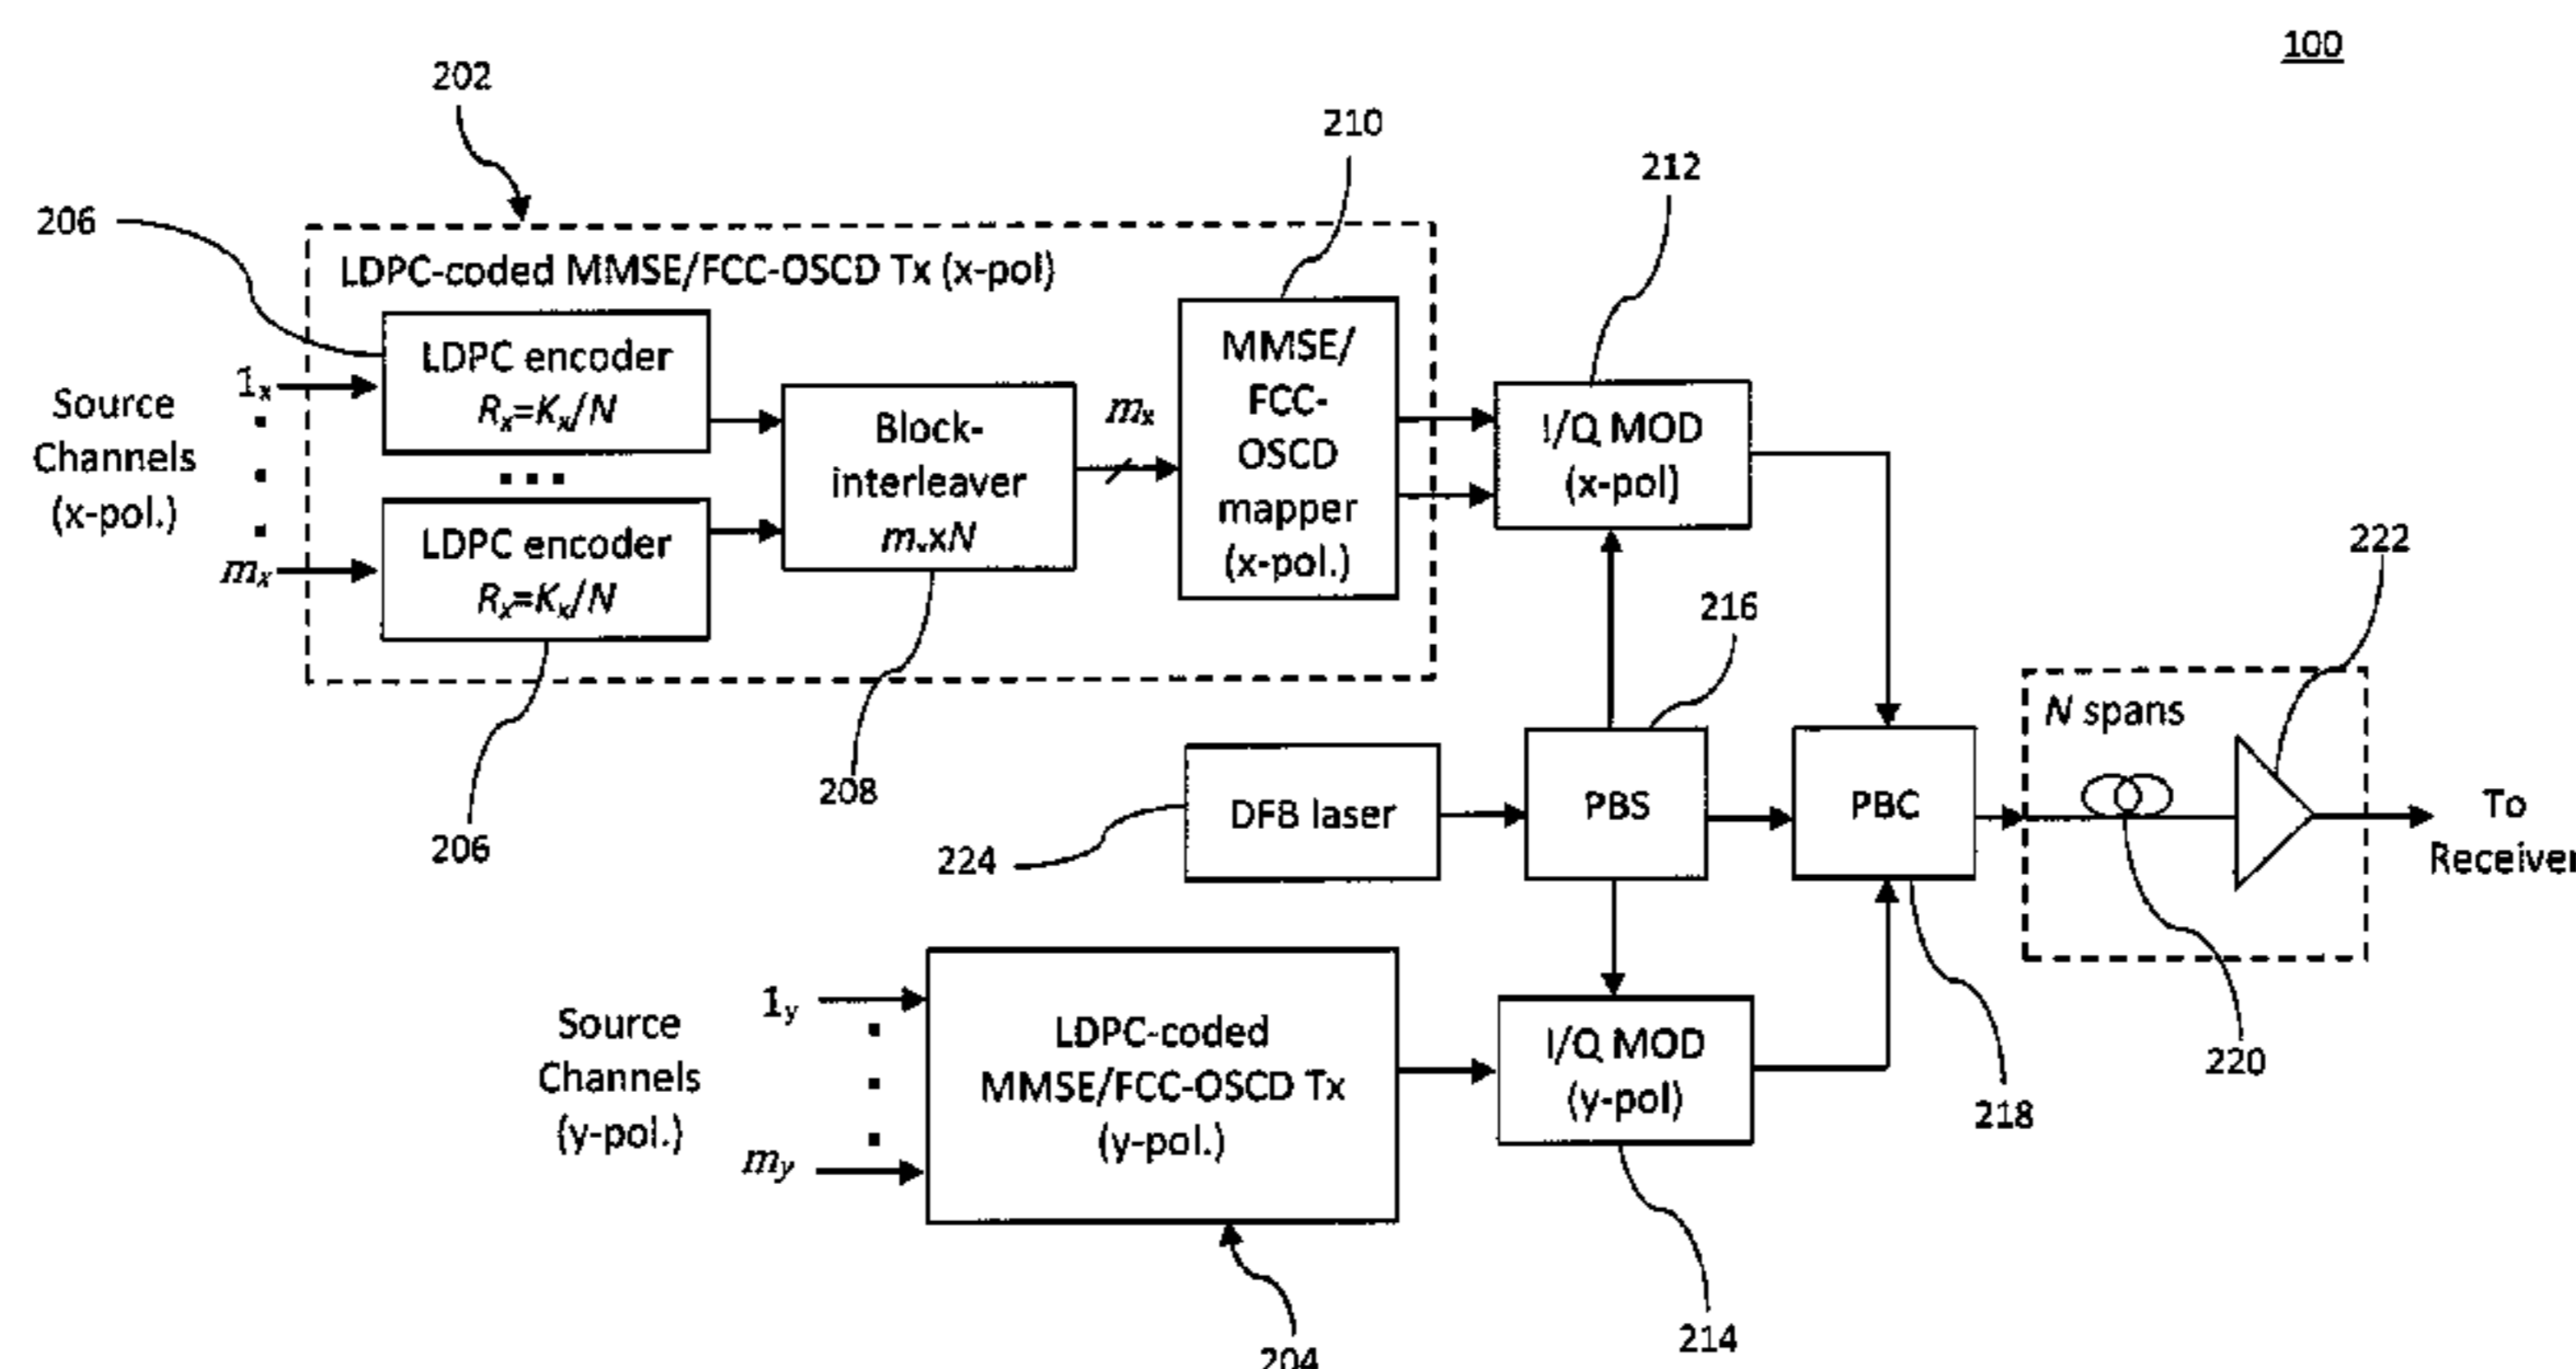 100
202
210
212
206
LDPC-coded MMSE/FCC-OSCD Tx (x-pol)
LDPC encoder
Rx=Kx/N
Source
Channels
(x-pol.)
1x
mx
LDPC encoder
Rx=Kx/N
Block-
interleaver
mxxN
mx
MMSE/
FCC-
OSCD
mapper
(x-pol.)
I/Q MOD
(x-pol)
222
216
N spans
208
206
224
DFB laser
PBS
PBC
To
Receiver
Source
Channels
(y-pol.)
1y
my
LDPC-coded
MMSE/FCC-OSCD Tx
(y-pol.)
I/Q MOD
(y-pol)
220
218
214
204